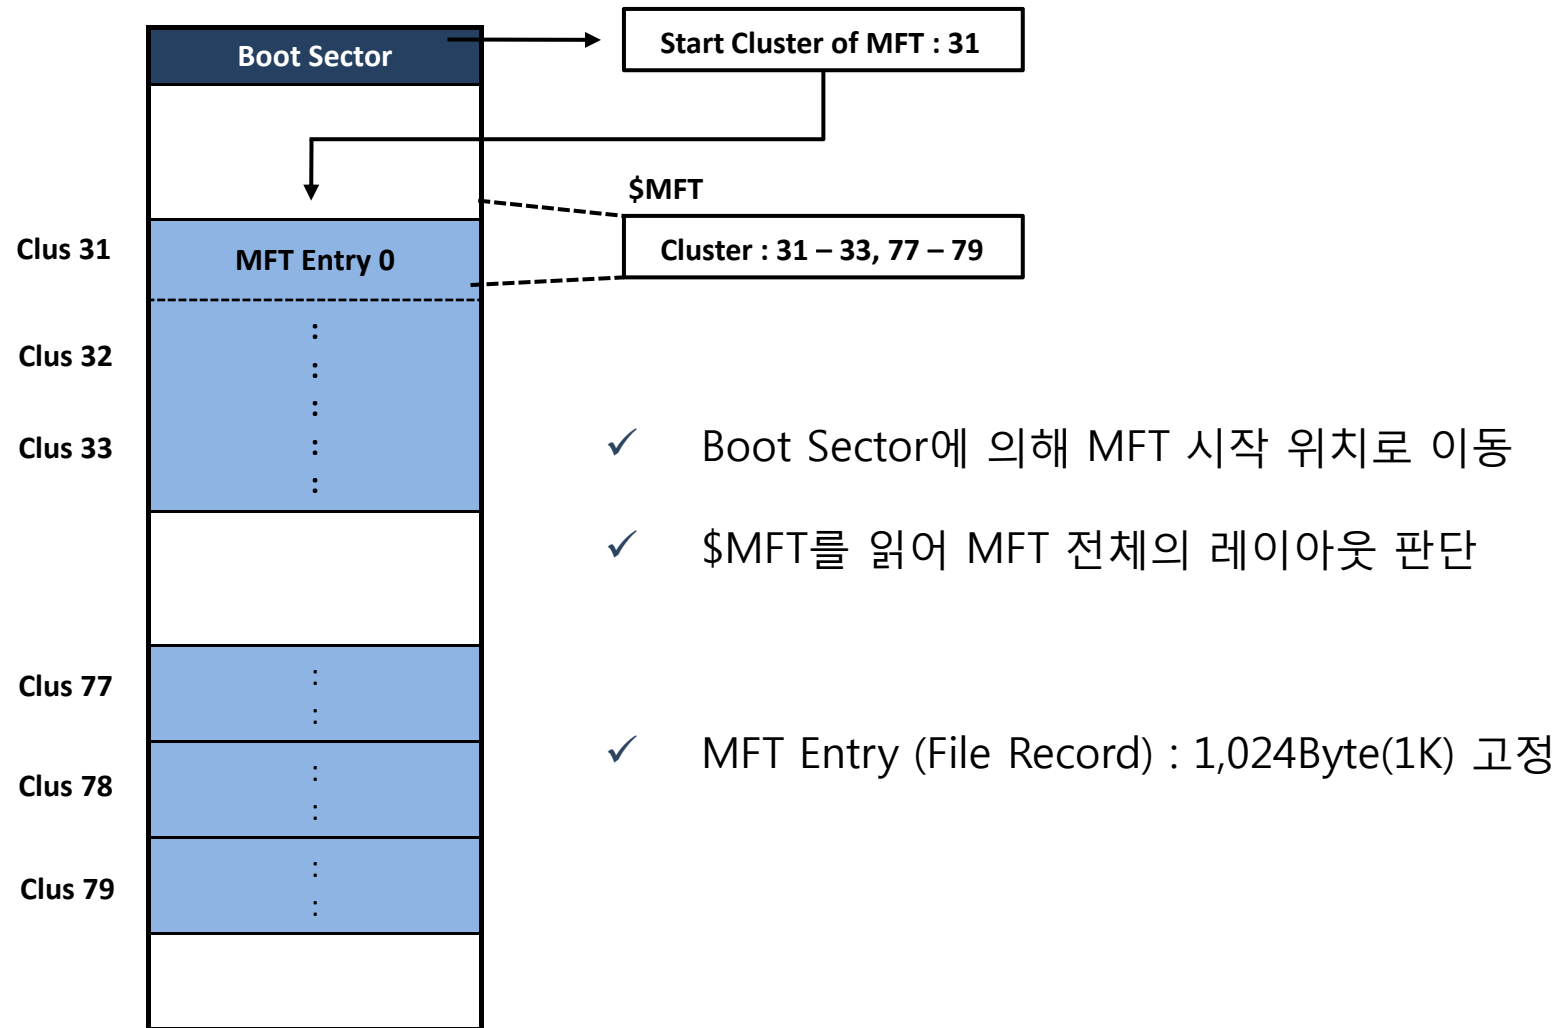 Boot Sector
Start Cluster of MFT : 31
$MFT
Clus 31
MFT Entry 0
Cluster : 31 – 33, 77 – 79
Clus 32
:
:
:
:
:
Clus 33
✓ Boot Sector에 의해 MFT 시작 위치로 이동
✓ $MFT를 읽어 MFT 전체의 레이아웃 판단
Clus 77
:
:
✓ MFT Entry (File Record) : 1,024Byte(1K) 고정
Clus 78
:
:
Clus 79
:
: